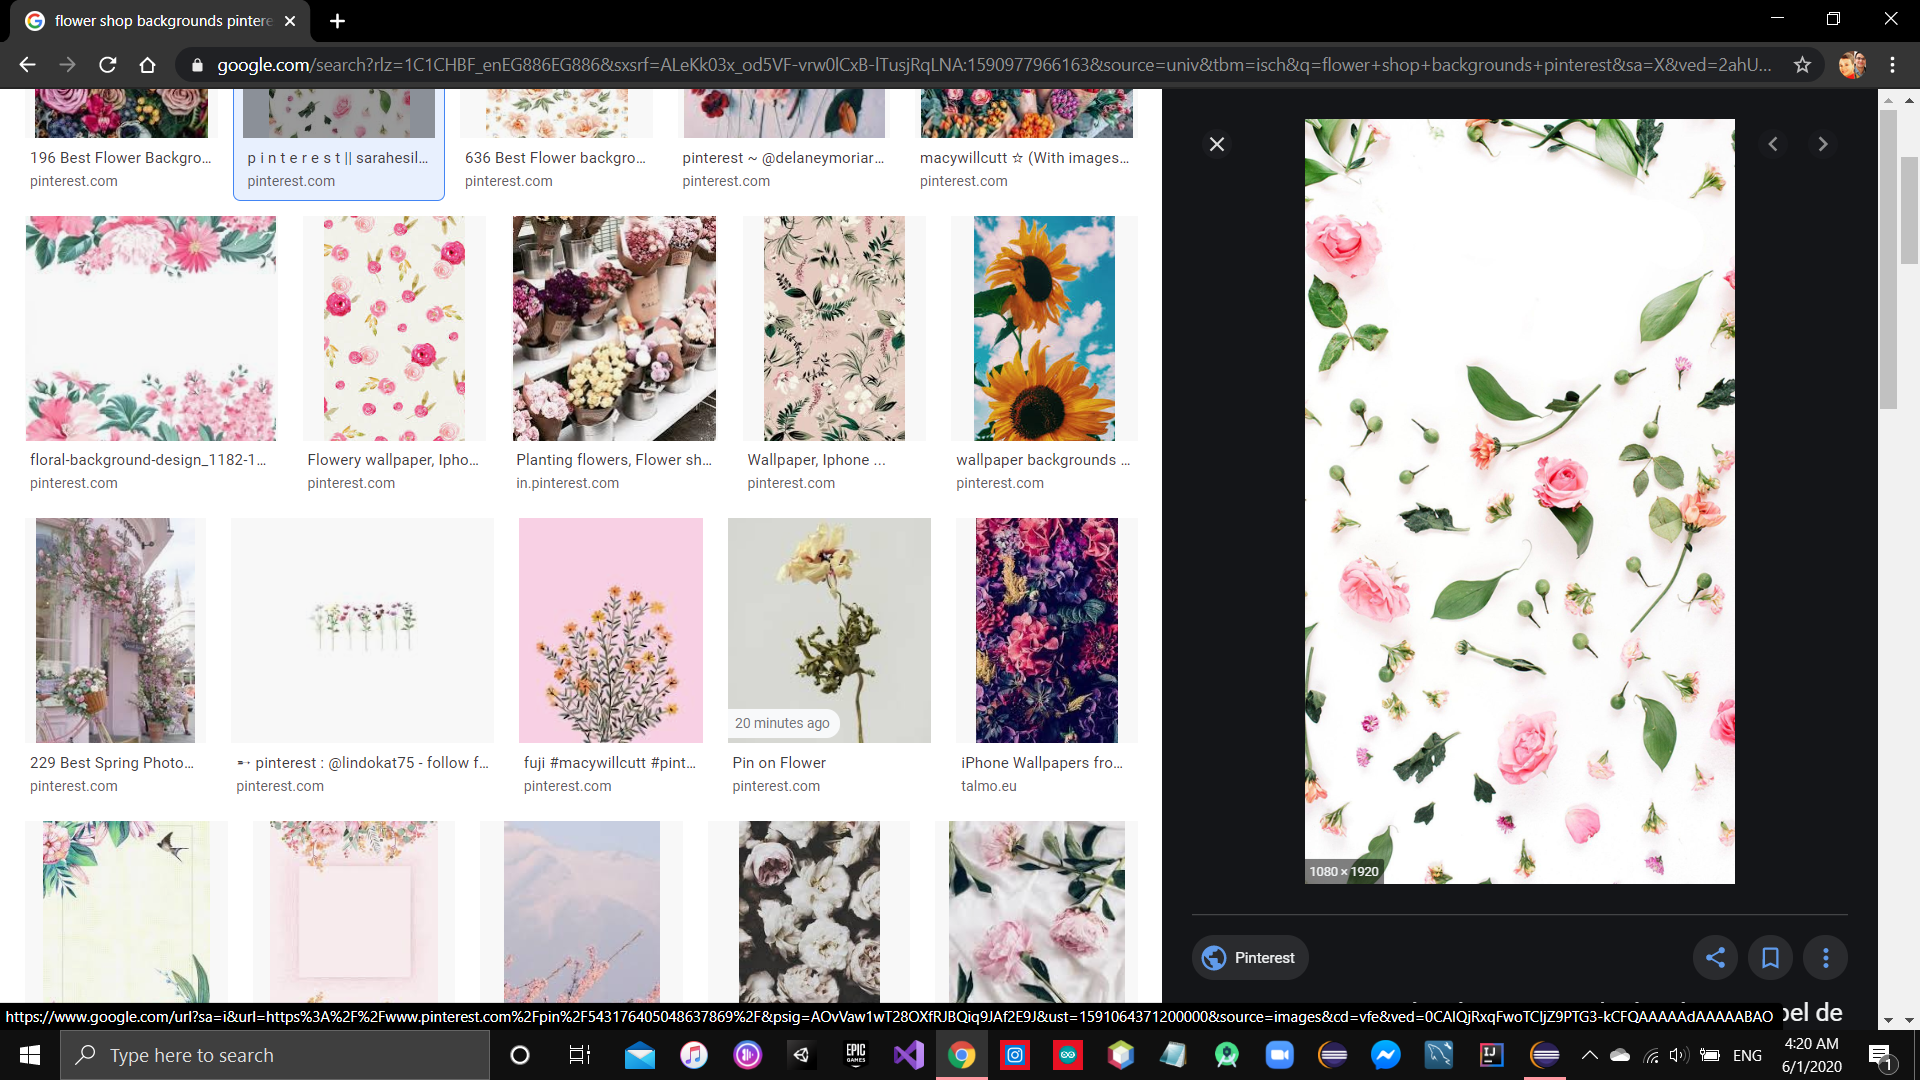 flower shop backgrounds pintere
google.com/search?rlz=1C1CHBF_enEG886EG886&sxsrf=ALeKk03x_od5VF-vrw0lCxB-lTusjRqLNA:1590977966163&source=univ&tbm=isch&q=flower+shop+backgrounds+pinterest&sa=X&ved=2ahU...
196 Best Flower Backgro...
pinterest.com
p i n t e r e s t || sarahesil...
pinterest.com
636 Best Flower backgro...
pinterest.com
pinterest ~ @delaneymoriar...
pinterest.com
macywillcutt ☆ (With images...
pinterest.com
floral-background-design_1182-1...
pinterest.com
Flowery wallpaper, Ipho...
pinterest.com
Planting flowers, Flower sh...
in.pinterest.com
Wallpaper, Iphone ...
pinterest.com
wallpaper backgrounds ...
pinterest.com
229 Best Spring Photo...
pinterest.com
➵ pinterest : @lindokat75 - follow f...
pinterest.com
fuji #macywillcutt #pint...
pinterest.com
20 minutes ago
Pin on Flower
pinterest.com
iPhone Wallpapers fro...
talmo.eu
1080 × 1920
Pinterest
pel de
https://www.google.com/url?sa=i&url=https%3A%2F%2Fwww.pinterest.com%2Fpin%2F543176405048637869%2F&psig=AOvVaw1wT28OXfRJBQiq9JAf2E9J&ust=1591064371200000&source=images&cd=vfe&ved=0CAIQjRxqFwoTCIjZ9PTG3-kCFQAAAAAdAAAAABAO
Type here to search
EPIC
GAMES
IJ
ENG
4:20 AM
6/1/2020
1